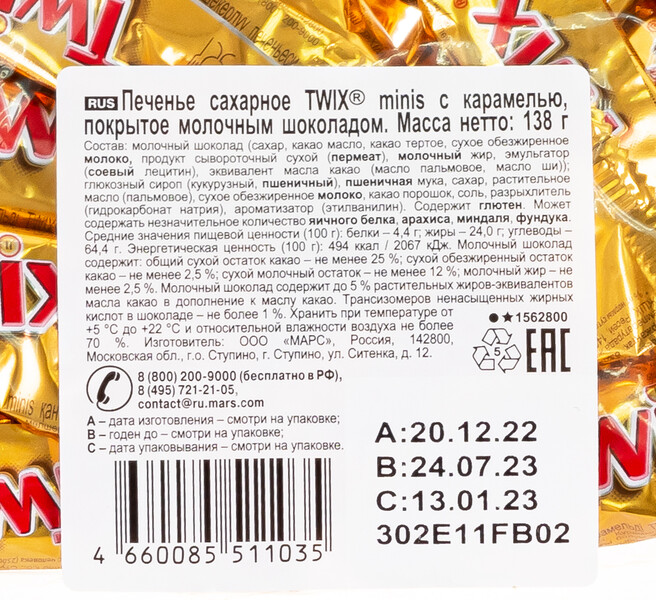 RUS Печенье сахарное TWIX® minis с карамелью,
покрытое молочным шоколадом. Масса нетто: 138 г
Состав: молочный шоколад (сахар, какао масло, какао тертое, сухое обезжиренное
молоко, продукт сывороточный сухой (пермеат), молочный жир, эмульгатор
(соевый лецитин), эквивалент масла какао (масло пальмовое, масло ши));
глюкозный сироп (кукурузный, пшеничный), пшеничная мука, сахар, растительное
масло (пальмовое), сухое обезжиренное молоко, какао порошок, соль, разрыхлитель
(гидрокарбонат натрия), ароматизатор (этилванилин). Содержит глютен. Может
содержать незначительное количество яичного белка, арахиса, миндаля, фундука.
Средние значения пищевой ценности (100 г): белки – 4,4 г; жиры – 24,0 г; углеводы –
64,4 г. Энергетическая ценность (100 г): 494 ккал / 2067 кДж. Молочный шоколад
содержит: общий сухой остаток какао – не менее 25 %; сухой обезжиренный остаток
какао – не менее 2,5 %; сухой молочный остаток – не менее 12 %; молочный жир – не
менее 2,5 %. Молочный шоколад содержит до 5 % растительных жиров-эквивалентов
масла какао в дополнение к маслу какао. Трансизомеров ненасыщенных жирных
кислот в шоколаде – не более 1 %. Хранить при температуре от
+5 °С до +22 °С и относительной влажности воздуха не более
70 %. Изготовитель: ООО «МАРС», Россия, 142800,
Московская обл., г.о. Ступино, г. Ступино, ул. Ситенка, д. 12.
●★1562800
5
EAC
8 (800) 200-9000 (бесплатно в РФ),
8 (495) 721-21-05,
contact@ru.mars.com
А – дата изготовления – смотри на упаковке;
В – годен до – смотри на упаковке;
С – дата упаковывания – смотри на упаковке.
A:20.12.22
B:24.07.23
C:13.01.23
302E11FB02
4 660085 511035